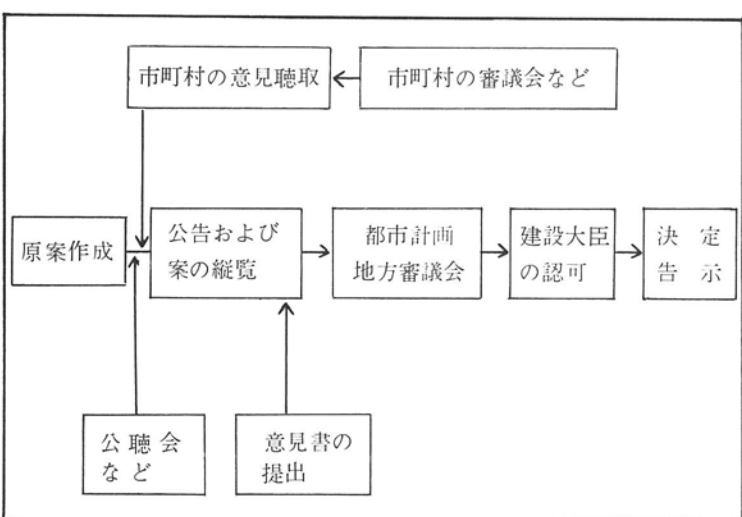 市町村の意見聴取
市町村の審議会など
原案作成
公告および
案の縦覧
都市計画
地方審議会
建設大臣
の認可
決定
告示
公聴会
など
意見書の
提出